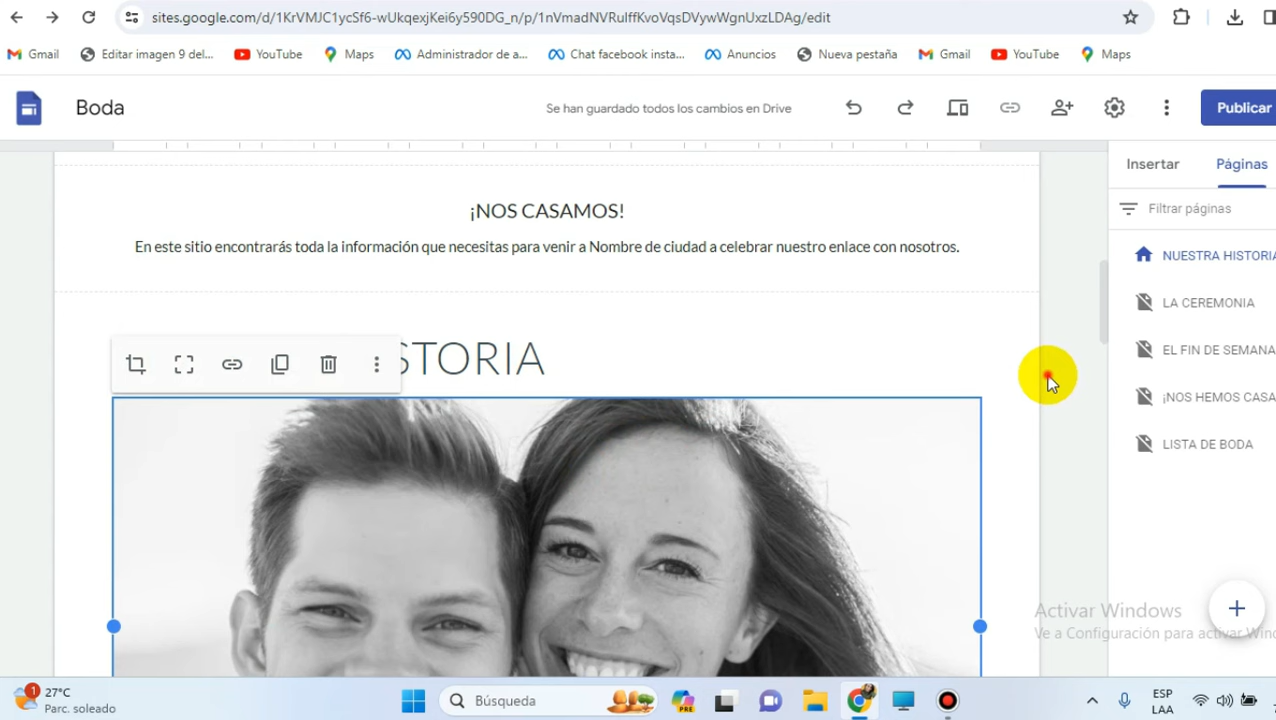 sites.google.com/d/1KrVMJC1ycSf6-wUkqexjKei6y590DG_n/p/1nVmadNVRulffKvoVqsDVywWgnUxzLDAg/edit
Gmail Editar imagen 9 del... YouTube Maps Administrador de a... Chat facebook insta... Anuncios Nueva pestaña Gmail YouTube Maps
Boda
Se han guardado todos los cambios en Drive
Publicar
Insertar Páginas
Filtrar páginas
NUESTRA HISTORIA
LA CEREMONIA
EL FIN DE SEMANA
¡NOS HEMOS CASA
LISTA DE BODA
¡NOS CASAMOS!
En este sitio encontrarás toda la información que necesitas para venir a Nombre de ciudad a celebrar nuestro enlace con nosotros.
STORIA
Activar Windows
Ve a Configuración para activar Wind
1
27°C
Parc. soleado
Búsqueda
PRE
ESP
LAA